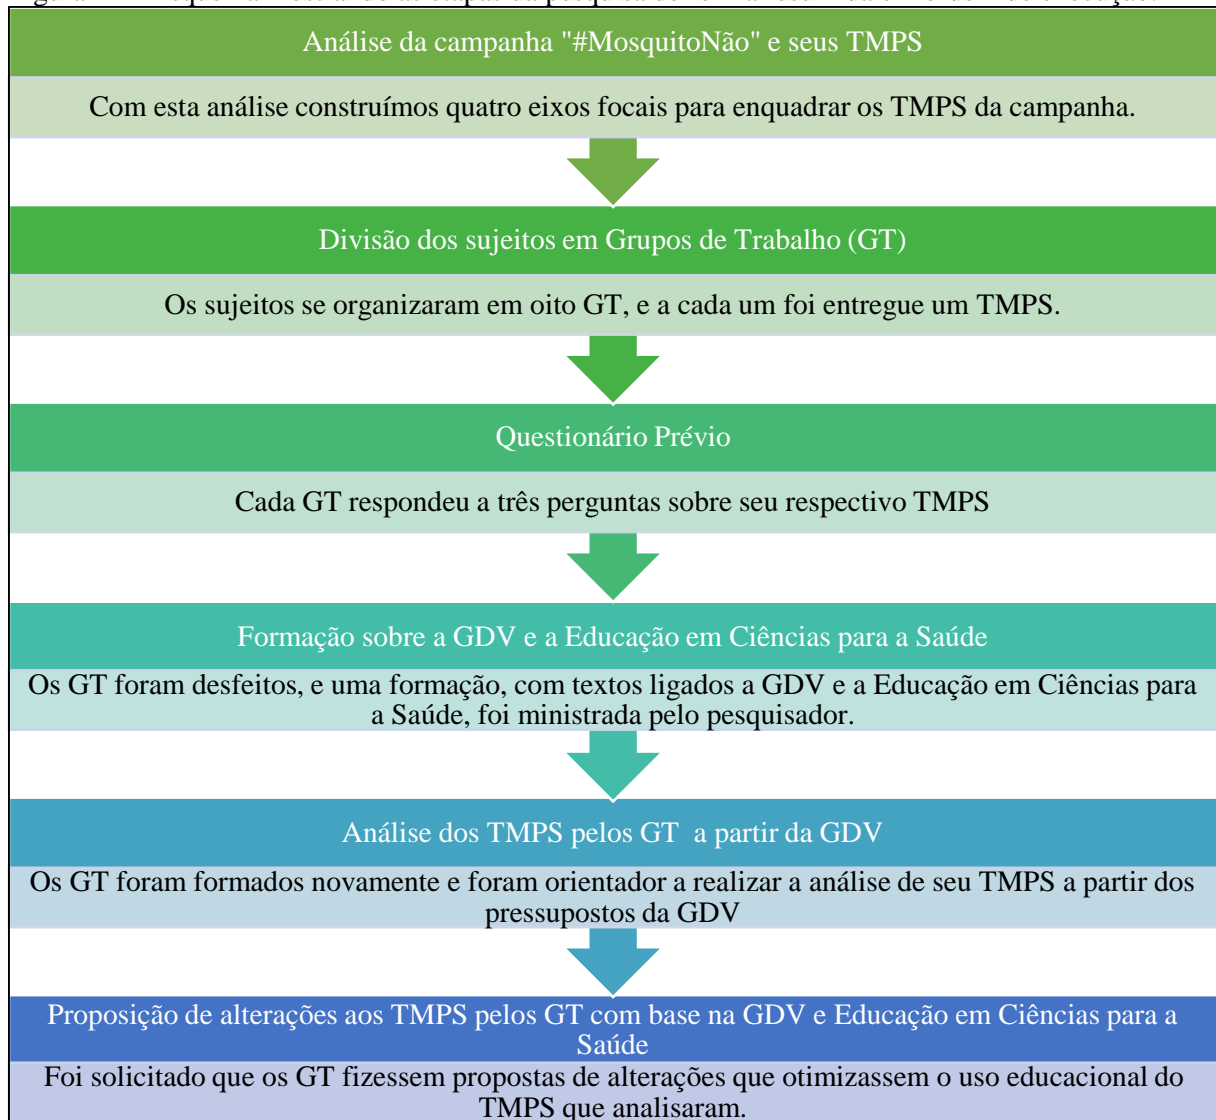 Análise da campanha "#MosquitoNão" e seus TMPS
Com esta análise construímos quatro eixos focais para enquadrar os TMPS da campanha.
Divisão dos sujeitos em Grupos de Trabalho (GT)
Os sujeitos se organizaram em oito GT, e a cada um foi entregue um TMPS.
Questionário Prévio
Cada GT respondeu a três perguntas sobre seu respectivo TMPS
Formação sobre a GDV e a Educação em Ciências para a Saúde
Os GT foram desfeitos, e uma formação, com textos ligados a GDV e a Educação em Ciências para
a Saúde, foi ministrada pelo pesquisador.
Análise dos TMPS pelos GT a partir da GDV
Os GT foram formados novamente e foram orientador a realizar a análise de seu TMPS a partir dos
pressupostos da GDV
Proposição de alterações aos TMPS pelos GT com base na GDV e Educação em Ciências para a
Saúde
Foi solicitado que os GT fizessem propostas de alterações que otimizassem o uso educacional do
TMPS que analisaram.